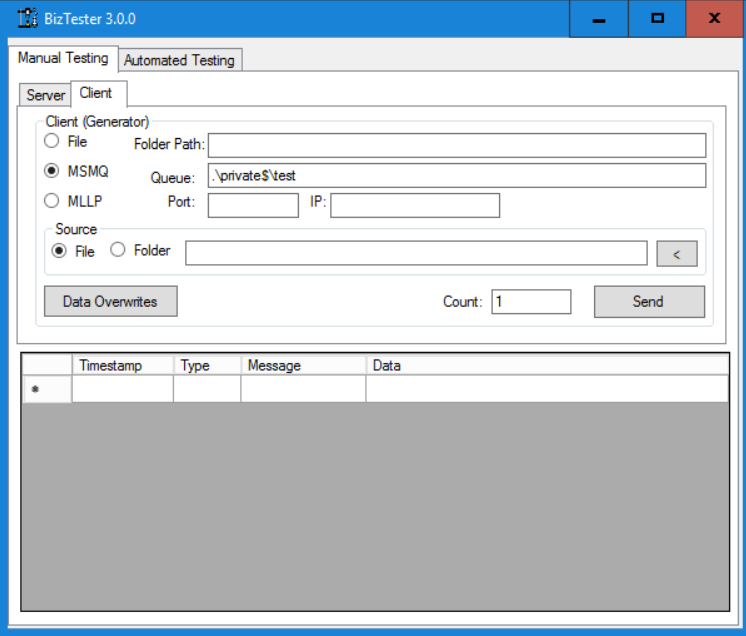 BizTester 3.0.0
Manual Testing Automated Testing
Server Client
Client (Generator)
File Folder Path:
MSMQ Queue: .\private$\test
MLLP Port: IP:
Source
File Folder <
Data Overwrites Count: 1 Send
Timestamp Type Message Data
*